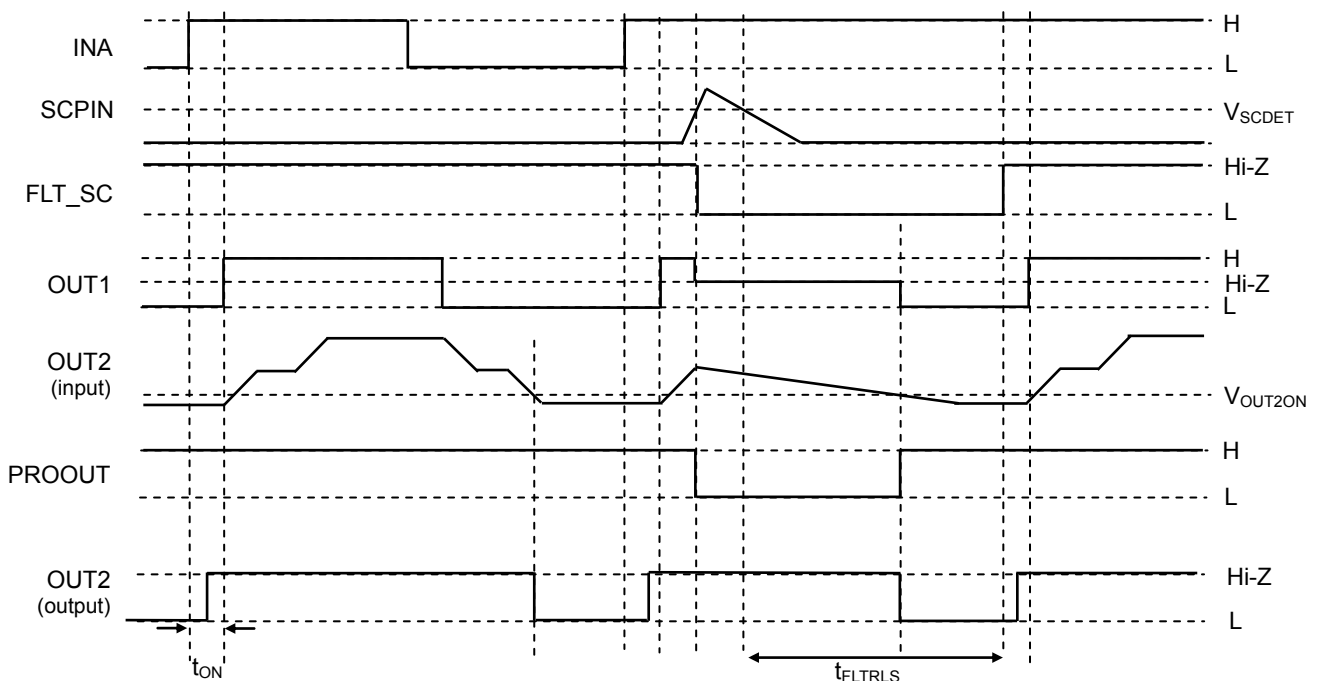 INA
H
L
SCPIN
VSCDET
FLT_SC
Hi-Z
L
OUT1
H
Hi-Z
L
OUT2
(input)
VOUT2ON
PROOUT
H
L
OUT2
(output)
Hi-Z
L
tON
tFLTRLS